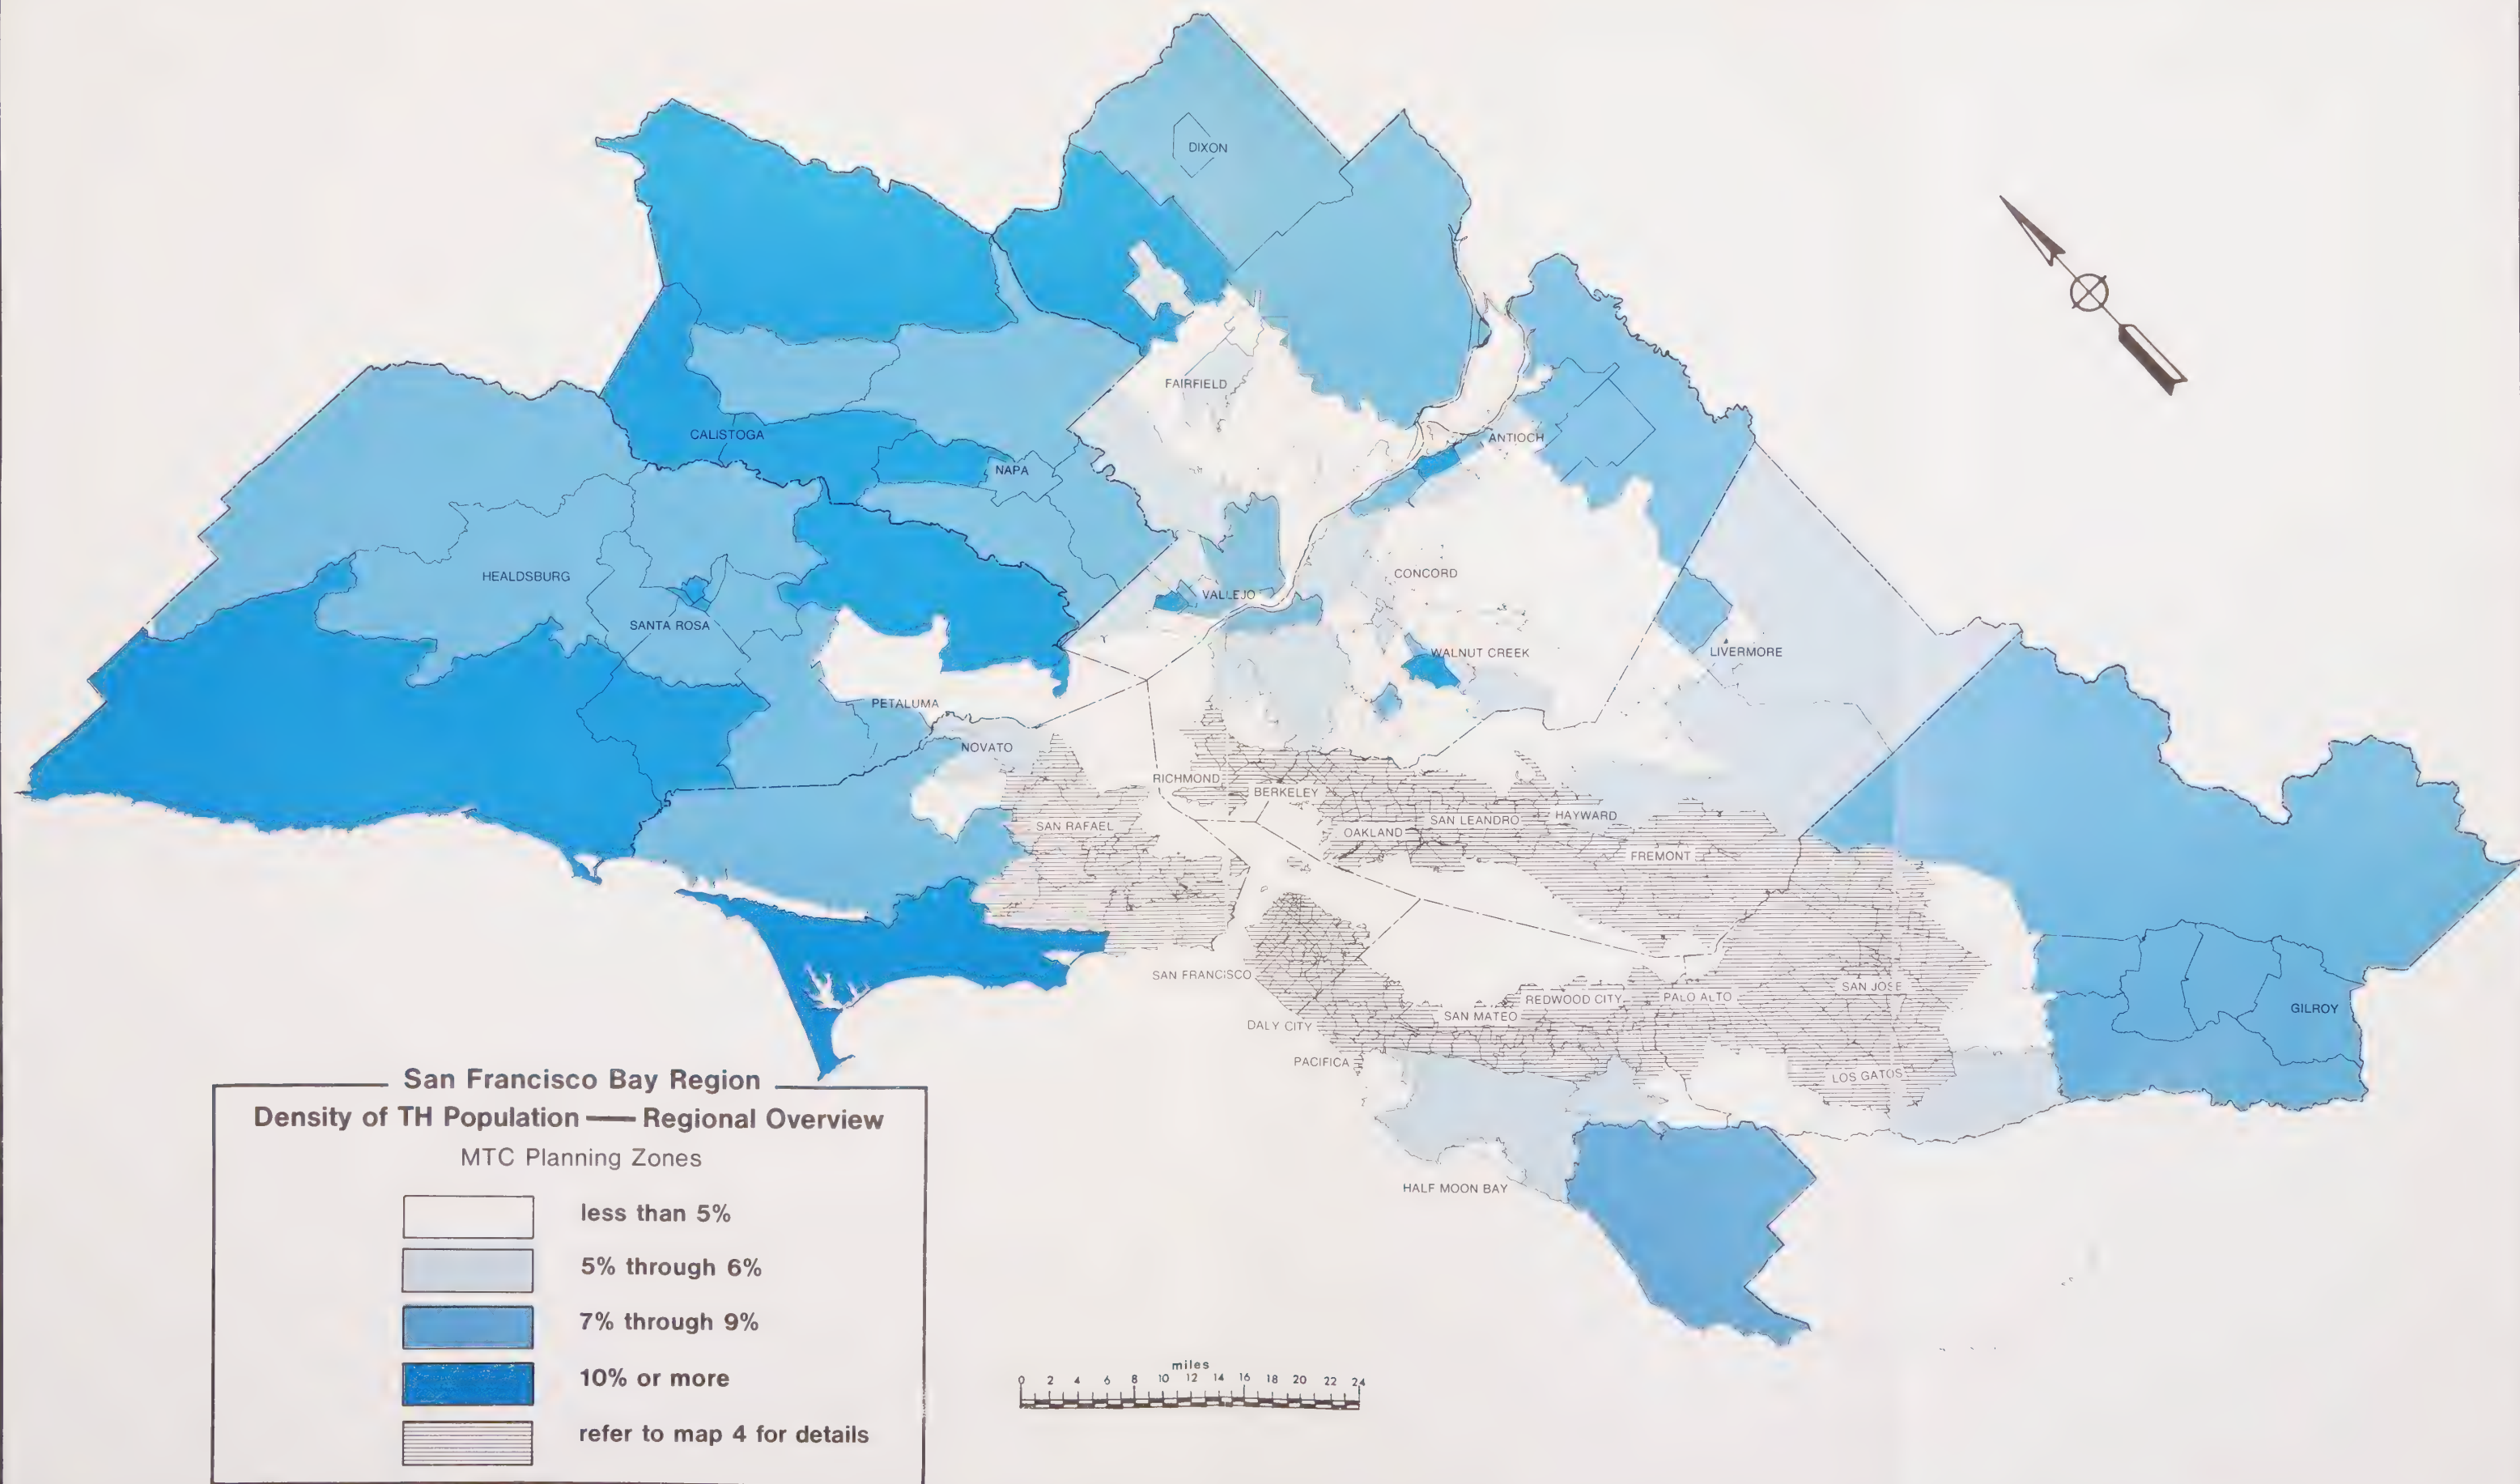 DIXON
FAIRFIELD
CALISTOGA
ANTIOCH
NAPA
HEALDSBURG
CONCORD
VALLEJO
SANTA ROSA
WALNUT CREEK
LIVERMORE
PETALUMA
NOVATO
RICHMOND
BERKELEY
SAN RAFAEL
OAKLAND
SAN LEANDRO
HAYWARD
FREMONT
SAN FRANCISCO
DALY CITY
PACIFICA
SAN MATEO
REDWOOD CITY
PALO ALTO
SAN JOSE
GILROY
LOS GATOS
HALF MOON BAY
San Francisco Bay Region
Density of TH Population — Regional Overview
MTC Planning Zones
less than 5%
5% through 6%
7% through 9%
10% or more
refer to map 4 for details
miles
0 2 4 6 8 10 12 14 16 18 20 22 24